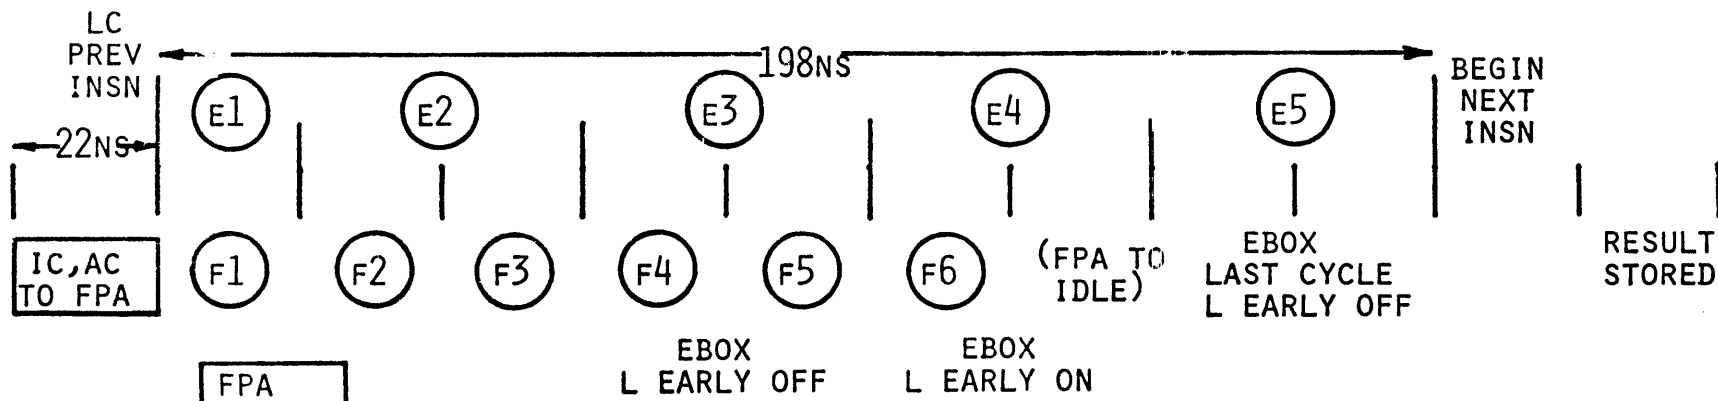 LC
PREV
INSN
198NS
BEGIN
NEXT
INSN
E1
E2
E3
E4
E5
22NS
IC,AC
TO FPA
F1
F2
F3
F4
F5
F6
(FPA TO
IDLE)
EBOX
LAST CYCLE
L EARLY OFF
RESULT
STORED
EBOX
L EARLY OFF
EBOX
L EARLY ON
FPA